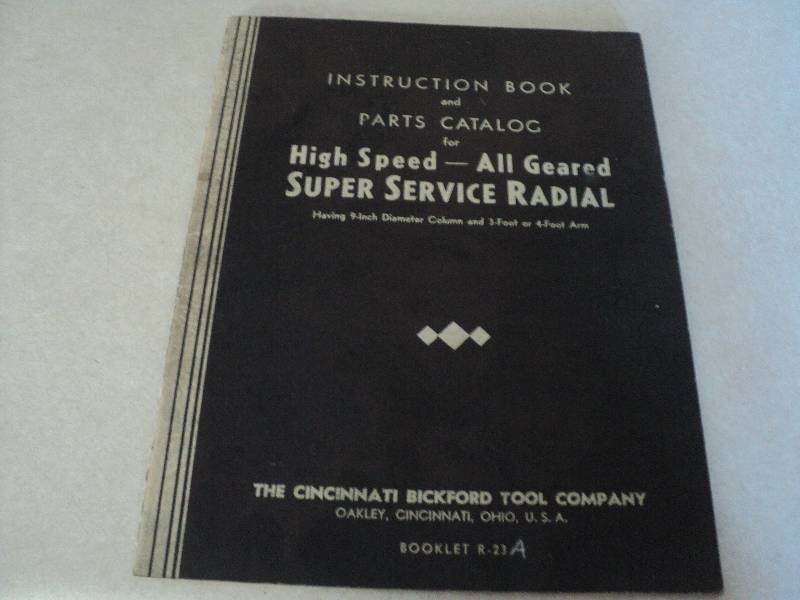 INSTRUCTION BOOK
and
PARTS CATALOG
for
High Speed — All Geared
SUPER SERVICE RADIAL
Having 9-Inch Diameter Column and 3-Foot or 4-Foot Arm
THE CINCINNATI BICKFORD TOOL COMPANY
OAKLEY, CINCINNATI, OHIO, U. S. A.
BOOKLET R-23A